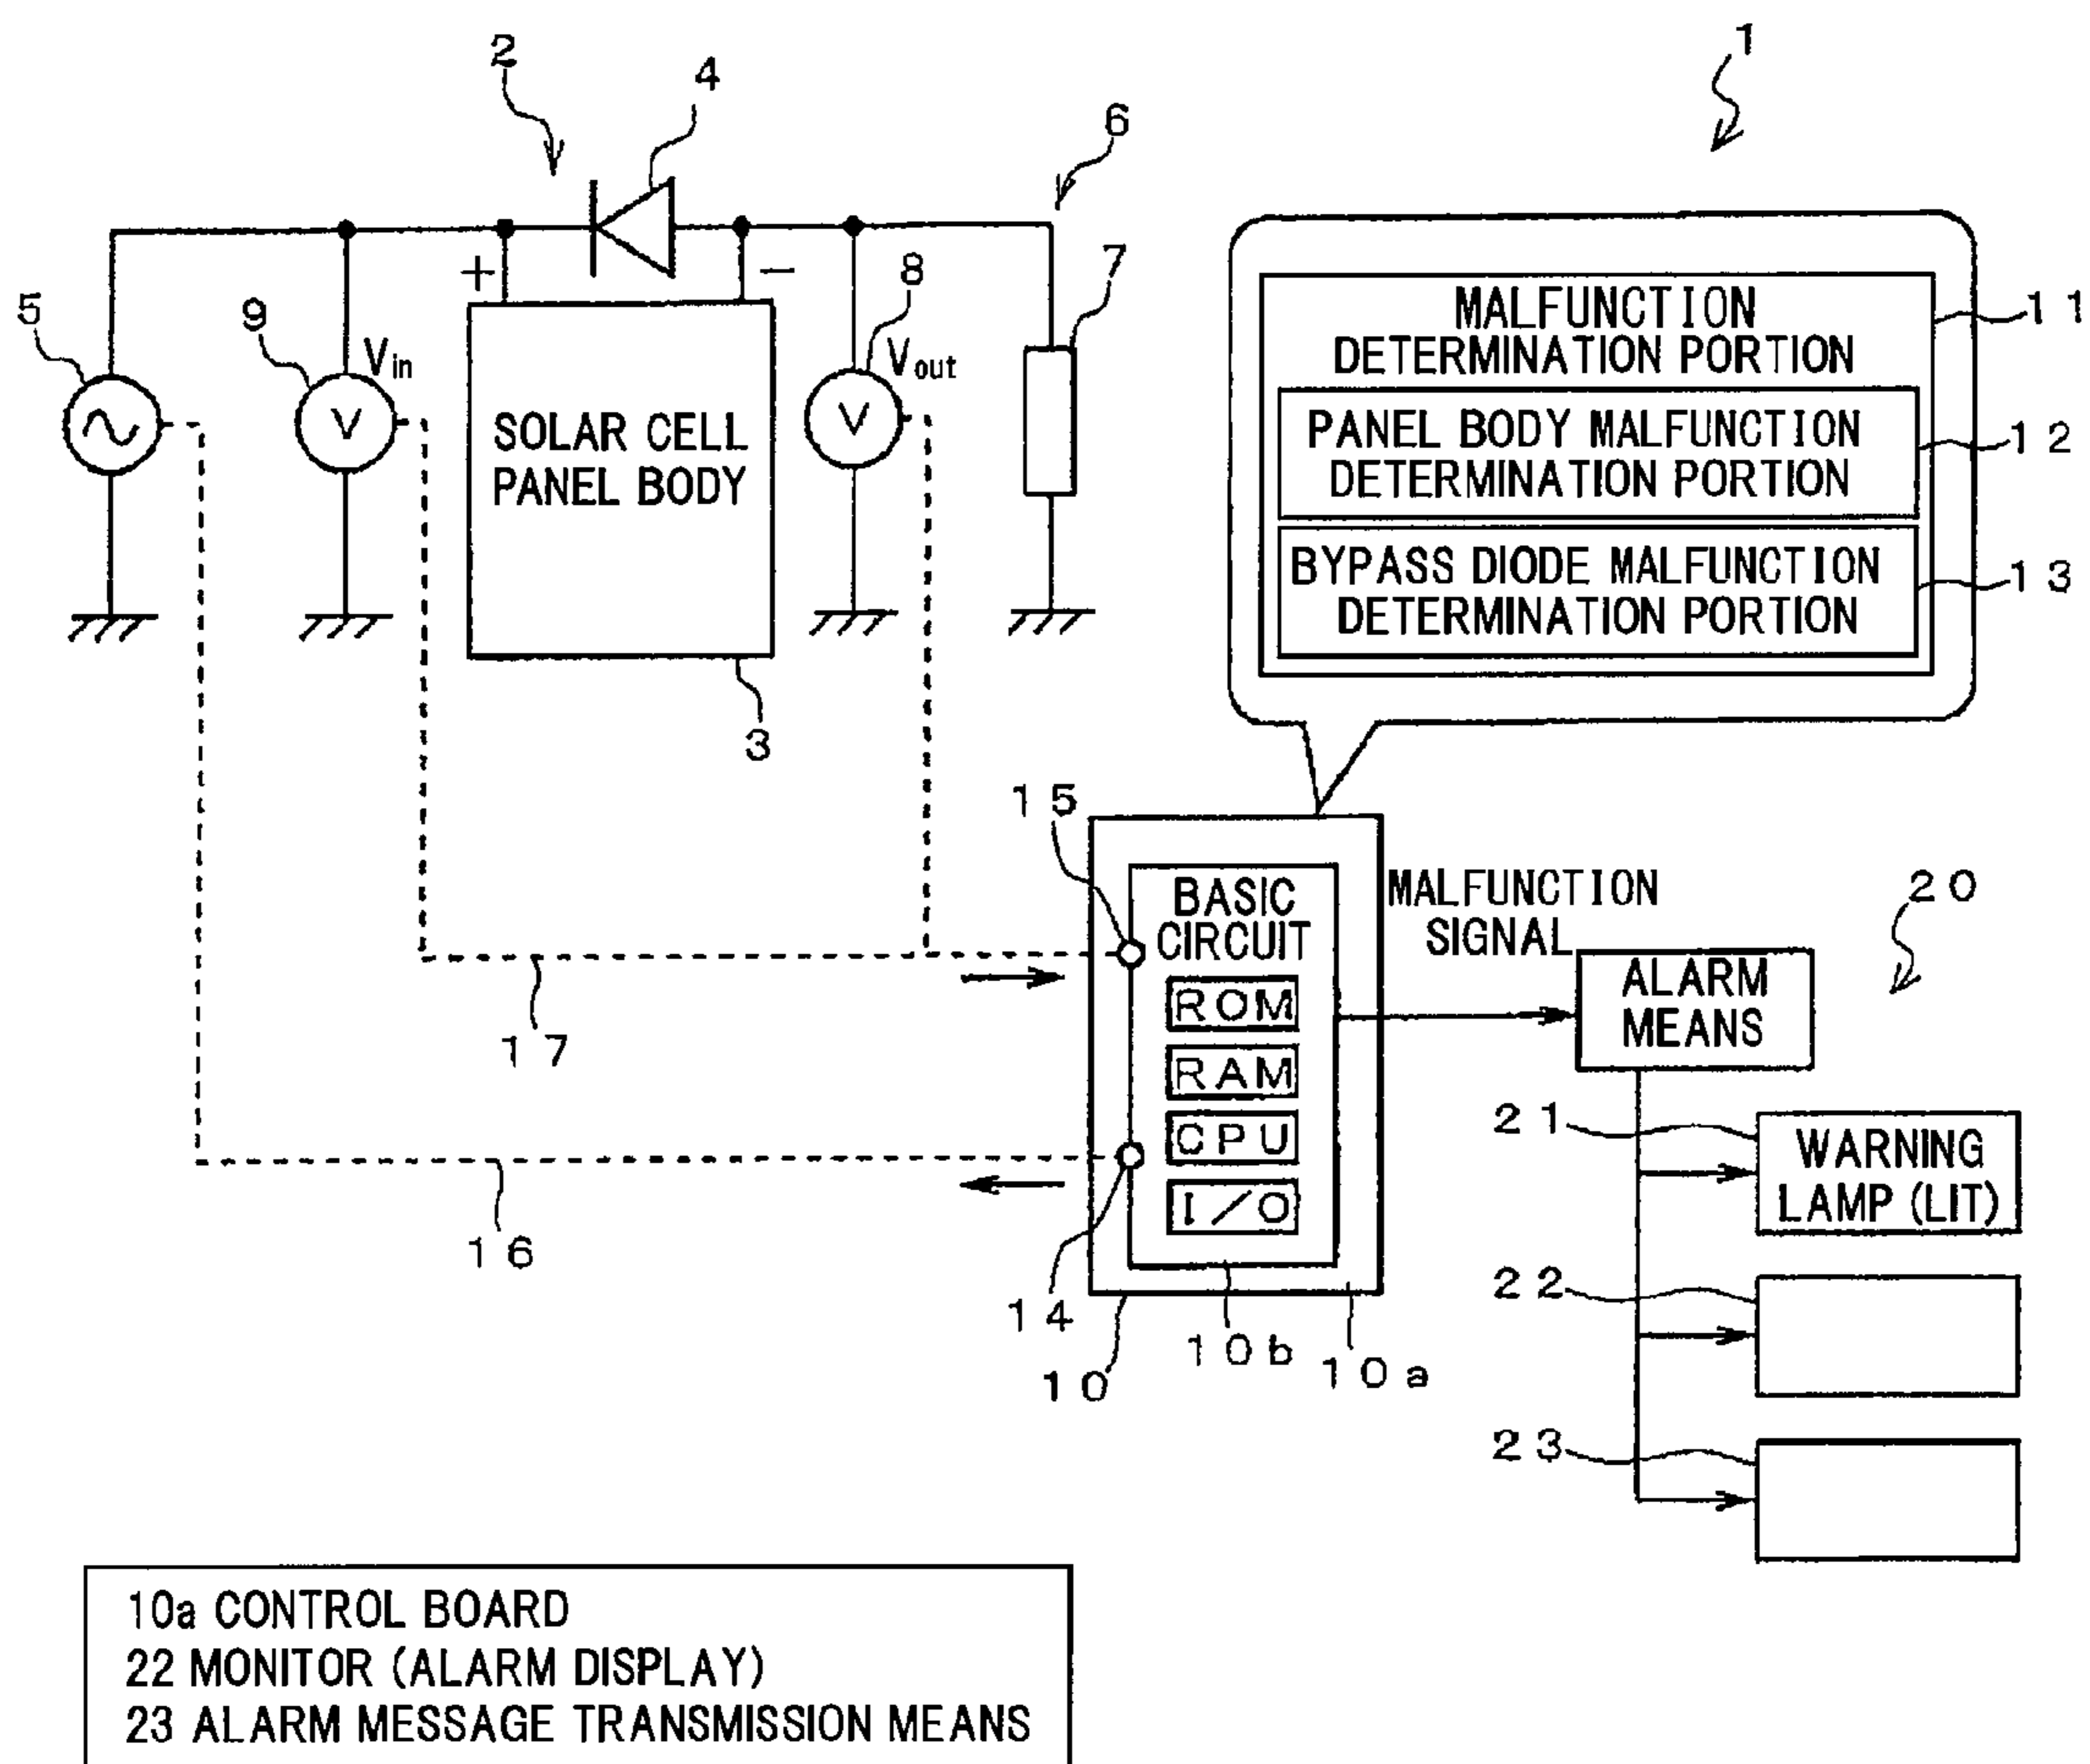 1
2
4
6
5
9
Vin
+
−
8
Vout
7
V
V
SOLAR CELL
PANEL BODY
3
MALFUNCTION
DETERMINATION PORTION
11
PANEL BODY MALFUNCTION
DETERMINATION PORTION
12
BYPASS DIODE MALFUNCTION
DETERMINATION PORTION
13
15
BASIC
CIRCUIT
ROM
RAM
CPU
I/O
MALFUNCTION
SIGNAL
20
ALARM
MEANS
17
16
14
10
10b
10a
21
WARNING
LAMP (LIT)
22
23
10a CONTROL BOARD
22 MONITOR (ALARM DISPLAY)
23 ALARM MESSAGE TRANSMISSION MEANS